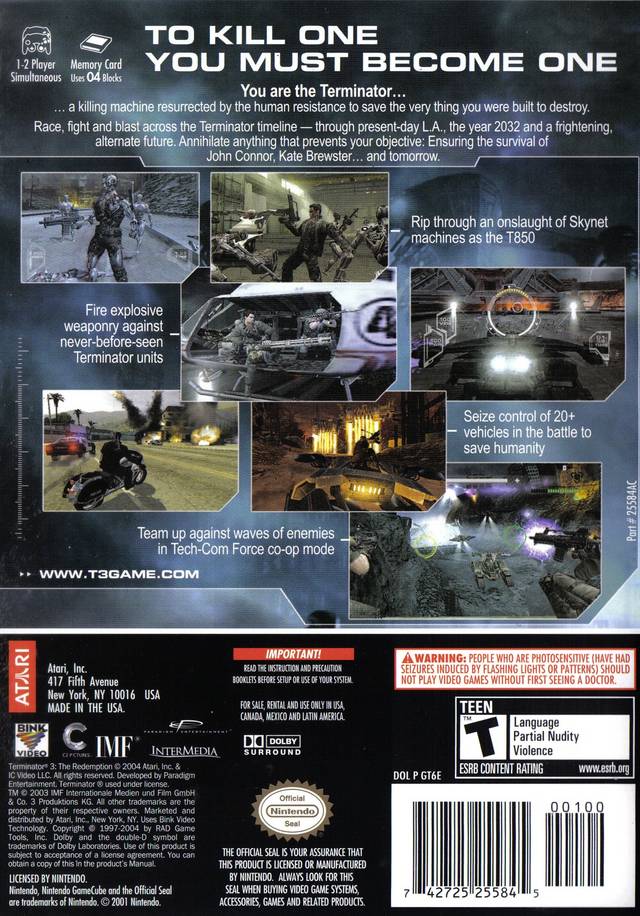 TO KILL ONE
YOU MUST BECOME ONE
1-2 Player
Simultaneous
Memory Card
Uses 04 Blocks
You are the Terminator...
... a killing machine resurrected by the human resistance to save the very thing you were built to destroy.
Race, fight and blast across the Terminator timeline — through present-day L.A., the year 2032 and a frightening,
alternate future. Annihilate anything that prevents your objective: Ensuring the survival of
John Connor, Kate Brewster... and tomorrow.
Rip through an onslaught of Skynet
machines as the T850
Fire explosive
weaponry against
never-before-seen
Terminator units
4
Seize control of 20+
vehicles in the battle to
save humanity
Team up against waves of enemies
in Tech-Com Force co-op mode
WWW.T3GAME.COM
Part # 25584AC
ATARI
Atari, Inc.
417 Fifth Avenue
New York, NY 10016 USA
MADE IN THE USA.
BINK
VIDEO
C2 PICTURES
IMF
PARADIGM ENTERTAINMENT
INTERMEDIA
Terminator® 3: The Redemption © 2004 Atari, Inc. &
IC Video LLC. All rights reserved. Developed by Paradigm
Entertainment. Terminator ® used under license.
TM © 2003 IMF Internationale Medien und Film GmbH
& Co. 3 Produktions KG. All other trademarks are the
property of their respective owners. Marketed and
distributed by Atari, Inc., New York, NY. Uses Bink Video
Technology. Copyright © 1997-2004 by RAD Game
Tools, Inc. Dolby and the double-D symbol are
trademarks of Dolby Laboratories. Use of this product is
subject to acceptance of a license agreement. You can
obtain a copy of this in the product's Manual.
LICENSED BY NINTENDO.
Nintendo, Nintendo GameCube and the Official Seal
are trademarks of Nintendo. © 2001 Nintendo.
IMPORTANT!
READ THE INSTRUCTION AND PRECAUTION
BOOKLETS BEFORE SETUP OR USE OF YOUR SYSTEM.
FOR SALE, RENTAL AND USE ONLY IN USA,
CANADA, MEXICO AND LATIN AMERICA.
DOLBY
SURROUND
Official
Nintendo
Seal
THE OFFICIAL SEAL IS YOUR ASSURANCE THAT
THIS PRODUCT IS LICENSED OR MANUFACTURED
BY NINTENDO. ALWAYS LOOK FOR THIS
SEAL WHEN BUYING VIDEO GAME SYSTEMS,
ACCESSORIES, GAMES AND RELATED PRODUCTS.
WARNING: PEOPLE WHO ARE PHOTOSENSITIVE (HAVE HAD
SEIZURES INDUCED BY FLASHING LIGHTS OR PATTERNS) SHOULD
NOT PLAY VIDEO GAMES WITHOUT FIRST SEEING A DOCTOR.
DOL P GT6E
TEEN
T
Language
Partial Nudity
Violence
ESRB CONTENT RATING www.esrb.org
00100
7 42725 25584 5